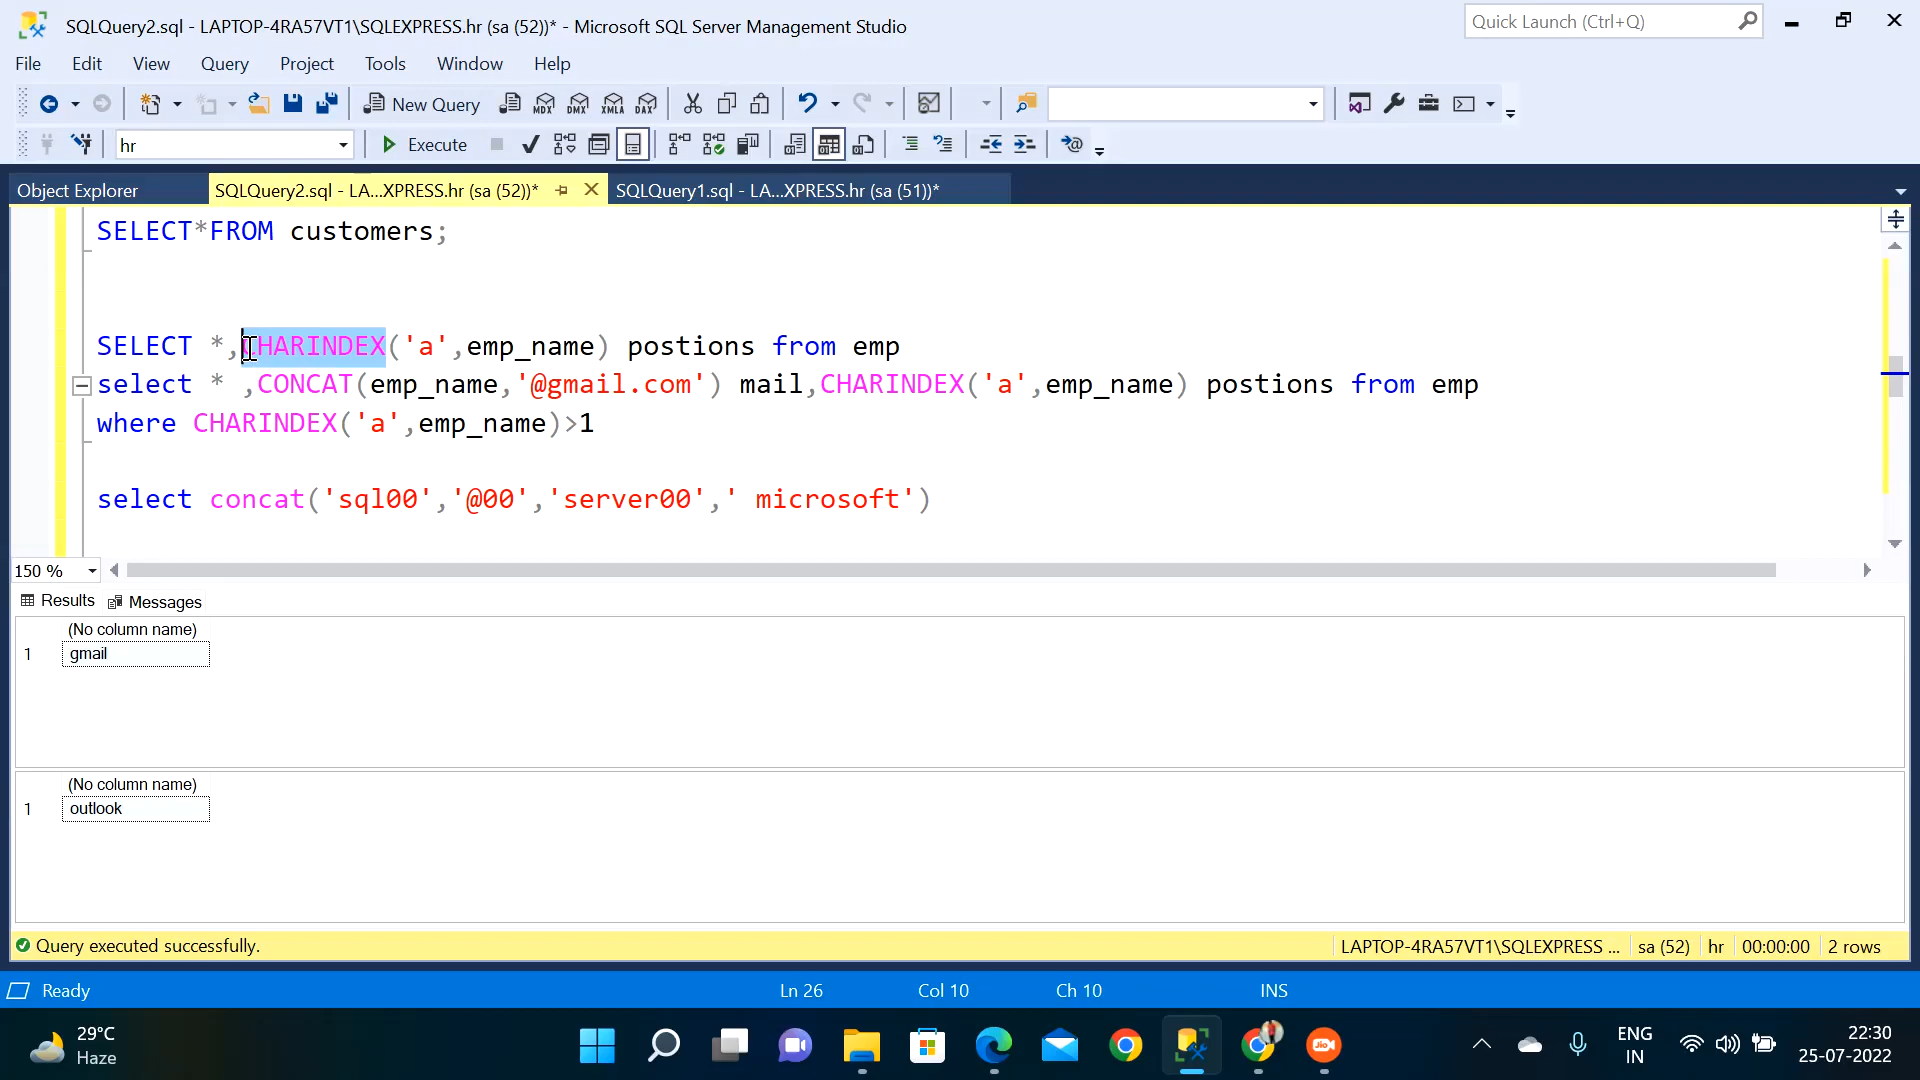 SQLQuery2.sql - LAPTOP-4RA57VT1\SQLEXPRESS.hr (sa (52))* - Microsoft SQL Server Management Studio
Quick Launch (Ctrl+Q)
File Edit View Query Project Tools Window Help
New Query MDX DMX XMLA DAX
hr Execute
Object Explorer SQLQuery2.sql - LA...XPRESS.hr (sa (52))* SQLQuery1.sql - LA...XPRESS.hr (sa (51))*
SELECT*FROM customers;
SELECT *,CHARINDEX('a',emp_name) postions from emp
select * ,CONCAT(emp_name,'@gmail.com') mail,CHARINDEX('a',emp_name) postions from emp
where CHARINDEX('a',emp_name)>1
select concat('sql00','@00','server00',' microsoft')
150 %
Results Messages
(No column name)
1 gmail
(No column name)
1 outlook
Query executed successfully. LAPTOP-4RA57VT1\SQLEXPRESS ... sa (52) hr 00:00:00 2 rows
Ready Ln 26 Col 10 Ch 10 INS
29°C
Haze
Jio
ENG
IN
22:30
25-07-2022